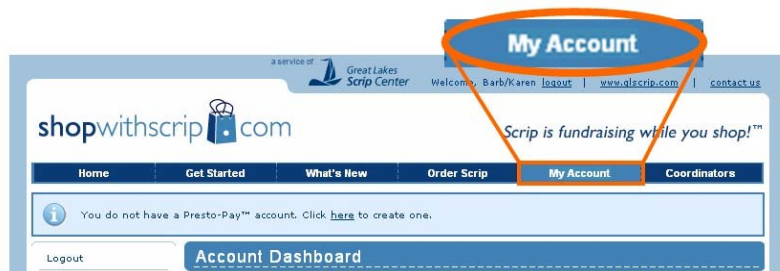 My Account
a service of
Great Lakes
Scrip Center
Welcome, Barb/Karen logout | www.glscrip.com | contact us
shopwithscrip com
Scrip is fundraising while you shop!™
Home Get Started What's New Order Scrip My Account Coordinators
i You do not have a Presto-Pay™ account. Click here to create one.
Logout
Account Dashboard